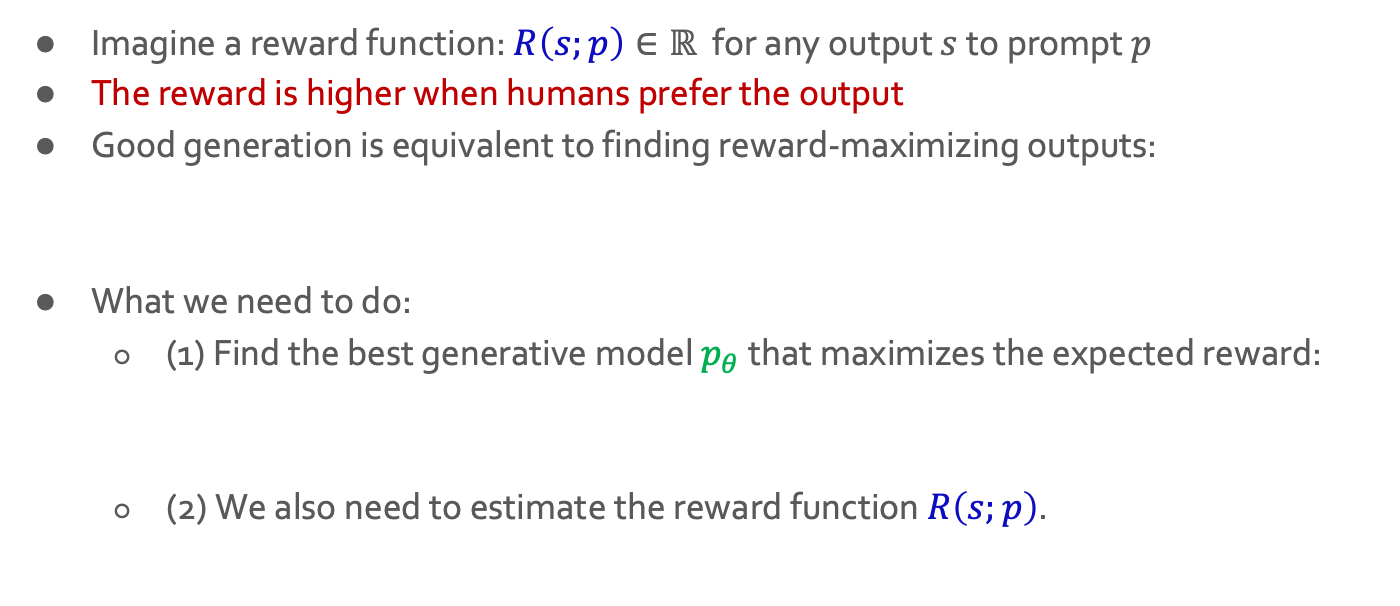 ● Imagine a reward function: R(s; p) ∈ ℝ for any output s to prompt p
● The reward is higher when humans prefer the output
● Good generation is equivalent to finding reward-maximizing outputs:
● What we need to do:
○ (1) Find the best generative model pθ that maximizes the expected reward:
○ (2) We also need to estimate the reward function R(s; p).